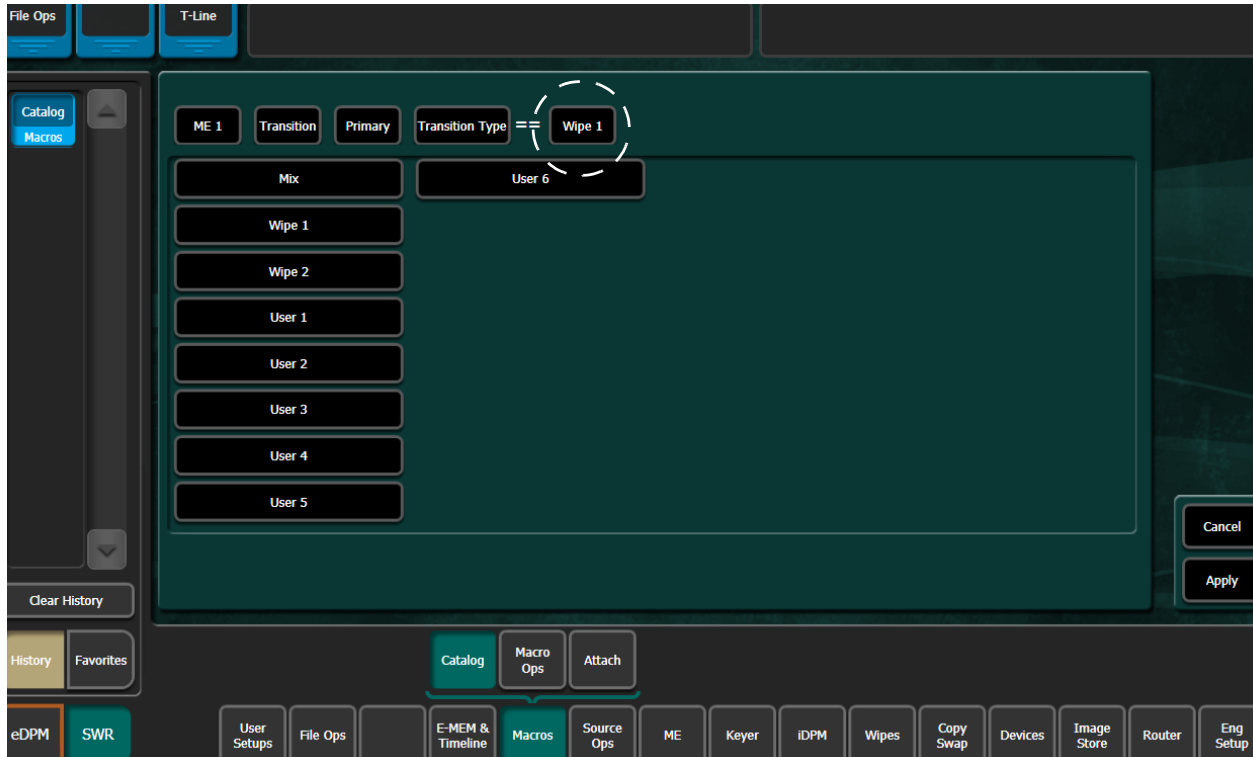 File Ops
T-Line
Catalog
Macros
ME 1 Transition Primary Transition Type == Wipe 1
Mix User 6
Wipe 1
Wipe 2
User 1
User 2
User 3
User 4
User 5
Cancel
Apply
Clear History
History Favorites
Catalog
Macro
Ops
Attach
eDPM SWR
User
Setups
File Ops
E-MEM &
Timeline
Macros
Source
Ops
ME
Keyer
iDPM
Wipes
Copy
Swap
Devices
Image
Store
Router
Eng
Setup